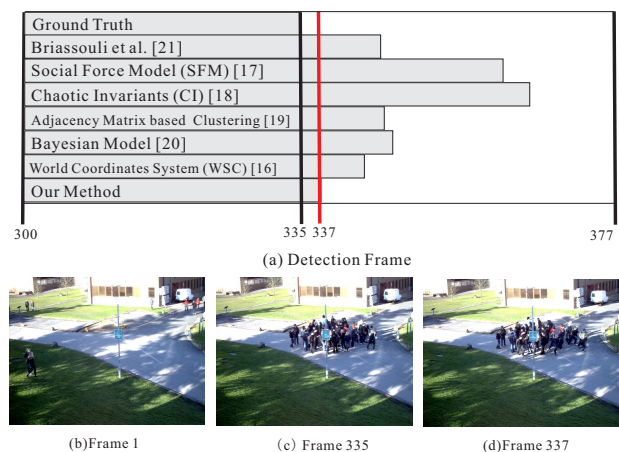 Ground Truth
Briassouli et al. [21]
Social Force Model (SFM) [17]
Chaotic Invariants (CI) [18]
Adjacency Matrix based Clustering [19]
Bayesian Model [20]
World Coordinates System (WSC) [16]
Our Method
300 335 337 377
(a) Detection Frame
(b)Frame 1 (c) Frame 335 (d)Frame 337